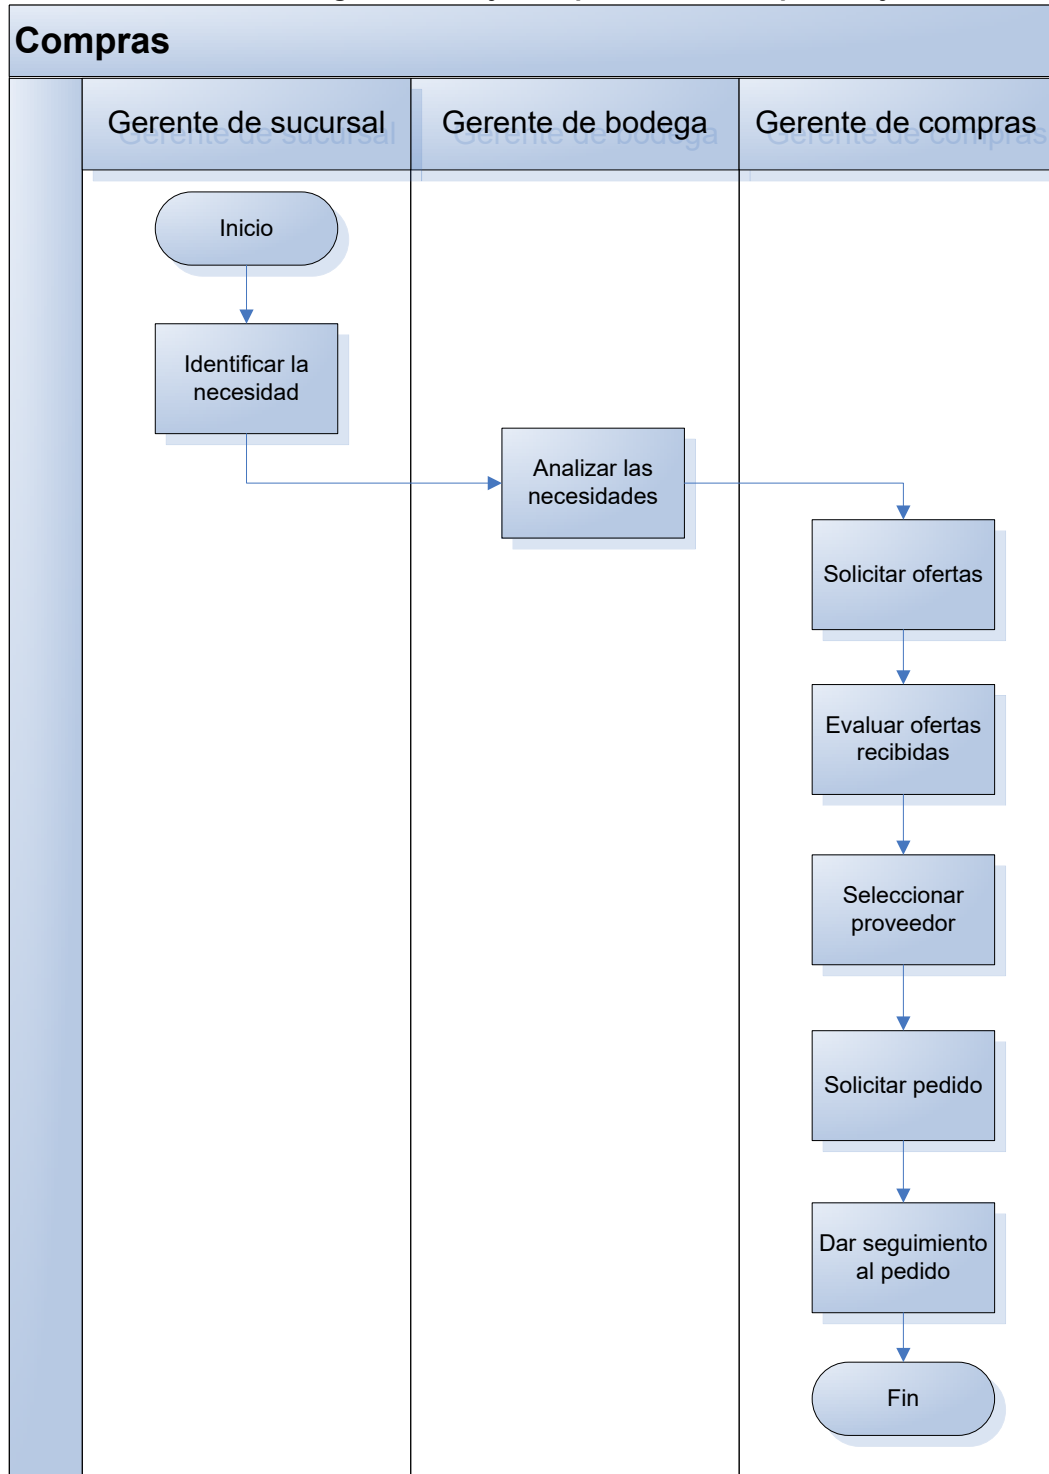 Compras
Gerente de sucursal
Gerente de bodega
Gerente de compras
Inicio
Identificar la
necesidad
Analizar las
necesidades
Solicitar ofertas
Evaluar ofertas
recibidas
Seleccionar
proveedor
Solicitar pedido
Dar seguimiento
al pedido
Fin